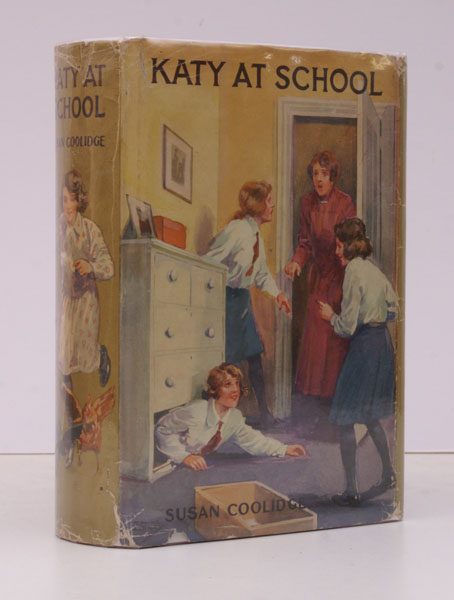 KATY AT
SCHOOL
SUSAN COOLIDGE
KATY AT SCHOOL
SUSAN COOLIDGE